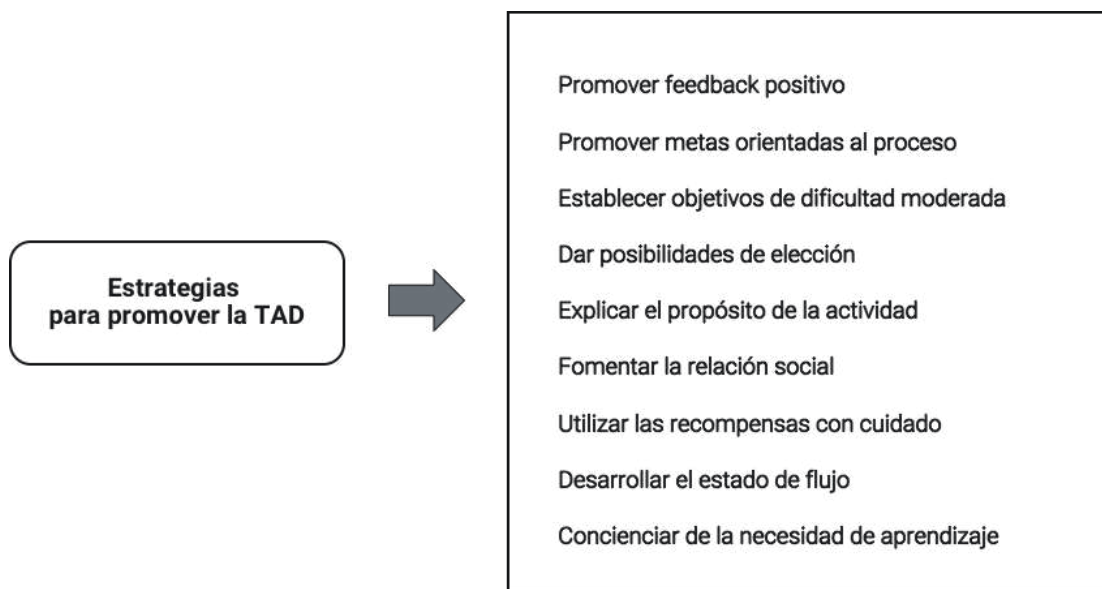 Estrategias
para promover la TAD
Promover feedback positivo
Promover metas orientadas al proceso
Establecer objetivos de dificultad moderada
Dar posibilidades de elección
Explicar el propósito de la actividad
Fomentar la relación social
Utilizar las recompensas con cuidado
Desarrollar el estado de flujo
Concienciar de la necesidad de aprendizaje